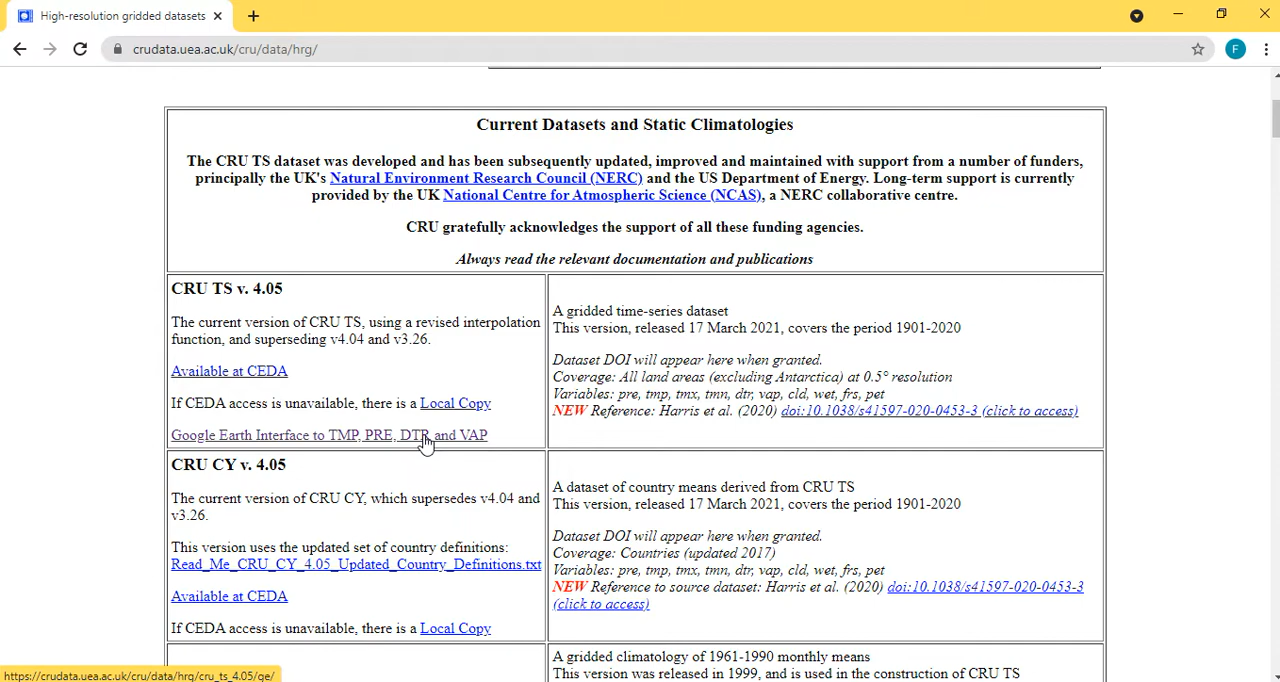 High-resolution gridded datasets
crudata.uea.ac.uk/cru/data/hrg/
F
Current Datasets and Static Climatologies
The CRU TS dataset was developed and has been subsequently updated, improved and maintained with support from a number of funders,
principally the UK's Natural Environment Research Council (NERC) and the US Department of Energy. Long-term support is currently
provided by the UK National Centre for Atmospheric Science (NCAS), a NERC collaborative centre.
CRU gratefully acknowledges the support of all these funding agencies.
Always read the relevant documentation and publications
CRU TS v. 4.05
The current version of CRU TS, using a revised interpolation
function, and superseding v4.04 and v3.26.
Available at CEDA
If CEDA access is unavailable, there is a Local Copy
Google Earth Interface to TMP, PRE, DTR and VAP
A gridded time-series dataset
This version, released 17 March 2021, covers the period 1901-2020
Dataset DOI will appear here when granted.
Coverage: All land areas (excluding Antarctica) at 0.5° resolution
Variables: pre, tmp, tmx, tmn, dtr, vap, cld, wet, frs, pet
NEW Reference: Harris et al. (2020) doi:10.1038/s41597-020-0453-3 (click to access)
CRU CY v. 4.05
The current version of CRU CY, which supersedes v4.04 and
v3.26.
This version uses the updated set of country definitions:
Read_Me_CRU_CY_4.05_Updated_Country_Definitions.txt
Available at CEDA
If CEDA access is unavailable, there is a Local Copy
A dataset of country means derived from CRU TS
This version, released 17 March 2021, covers the period 1901-2020
Dataset DOI will appear here when granted.
Coverage: Countries (updated 2017)
Variables: pre, tmp, tmx, tmn, dtr, vap, cld, wet, frs, pet
NEW Reference to source dataset: Harris et al. (2020) doi:10.1038/s41597-020-0453-3
(click to access)
A gridded climatology of 1961-1990 monthly means
This version was released in 1999, and is used in the construction of CRU TS
https://crudata.uea.ac.uk/cru/data/hrg/cru_ts_4.05/ge/